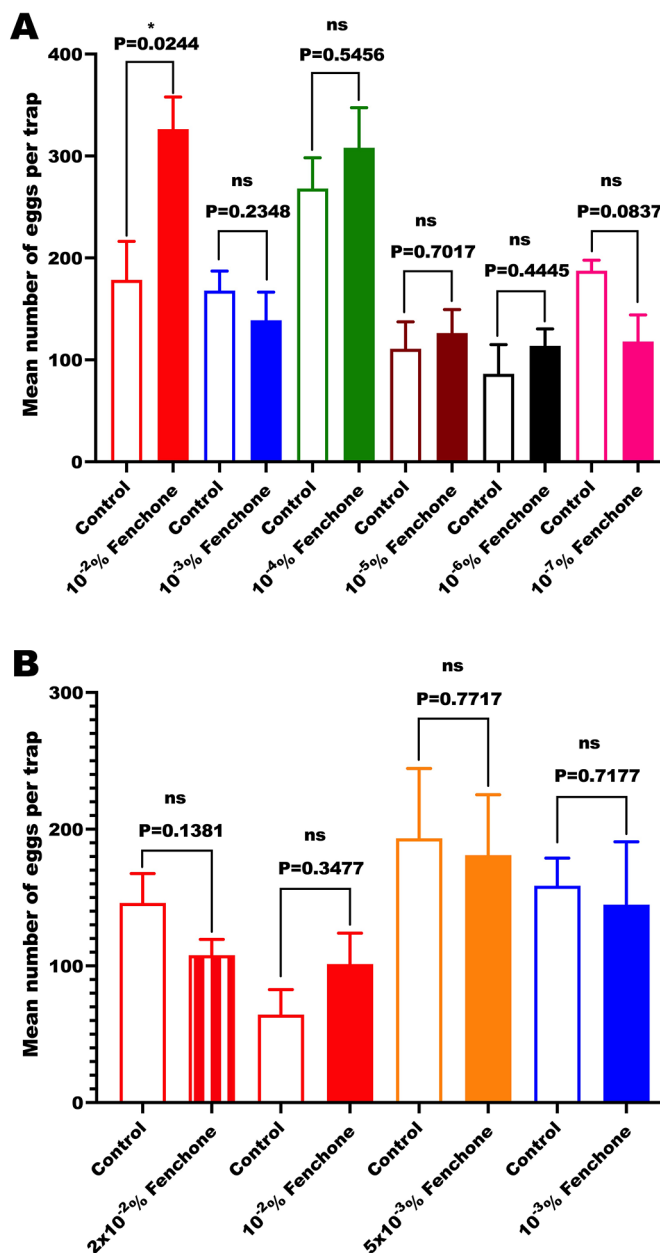 A
Mean number of eggs per trap
400
300
200
100
0
*
P=0.0244
ns
P=0.2348
ns
P=0.5456
ns
P=0.7017
ns
P=0.4445
ns
P=0.0837
Control
10⁻²% Fenchone
Control
10⁻³% Fenchone
Control
10⁻⁴% Fenchone
Control
10⁻⁵% Fenchone
Control
10⁻⁶% Fenchone
Control
10⁻⁷% Fenchone
B
Mean number of eggs per trap
300
200
100
0
ns
P=0.1381
ns
P=0.3477
ns
P=0.7717
ns
P=0.7177
Control
2x10⁻²% Fenchone
Control
10⁻²% Fenchone
Control
5x10⁻³% Fenchone
Control
10⁻³% Fenchone